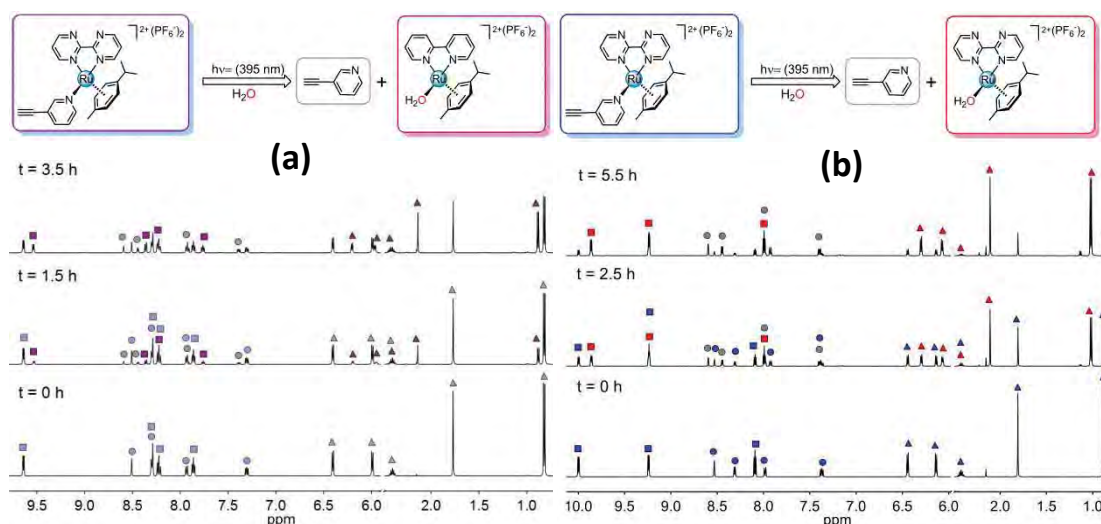 N N
N N
Ru
N
]2+(PF6-)2
hν= (395 nm)
H2O
N
+
N N
Ru
H2O
]2+(PF6-)2
(a)
t = 3.5 h
t = 1.5 h
t = 0 h
9.5 9.0 8.5 8.0 7.5 7.0 6.5 6.0 2.0 1.5 1.0
ppm
N N
N N
Ru
N
]2+(PF6-)2
hν= (395 nm)
H2O
N
+
N N
N N
Ru
H2O
]2+(PF6-)2
(b)
t = 5.5 h
t = 2.5 h
t = 0 h
10.0 9.5 9.0 8.5 8.0 7.5 7.0 6.5 6.0 2.0 1.5 1.0
ppm